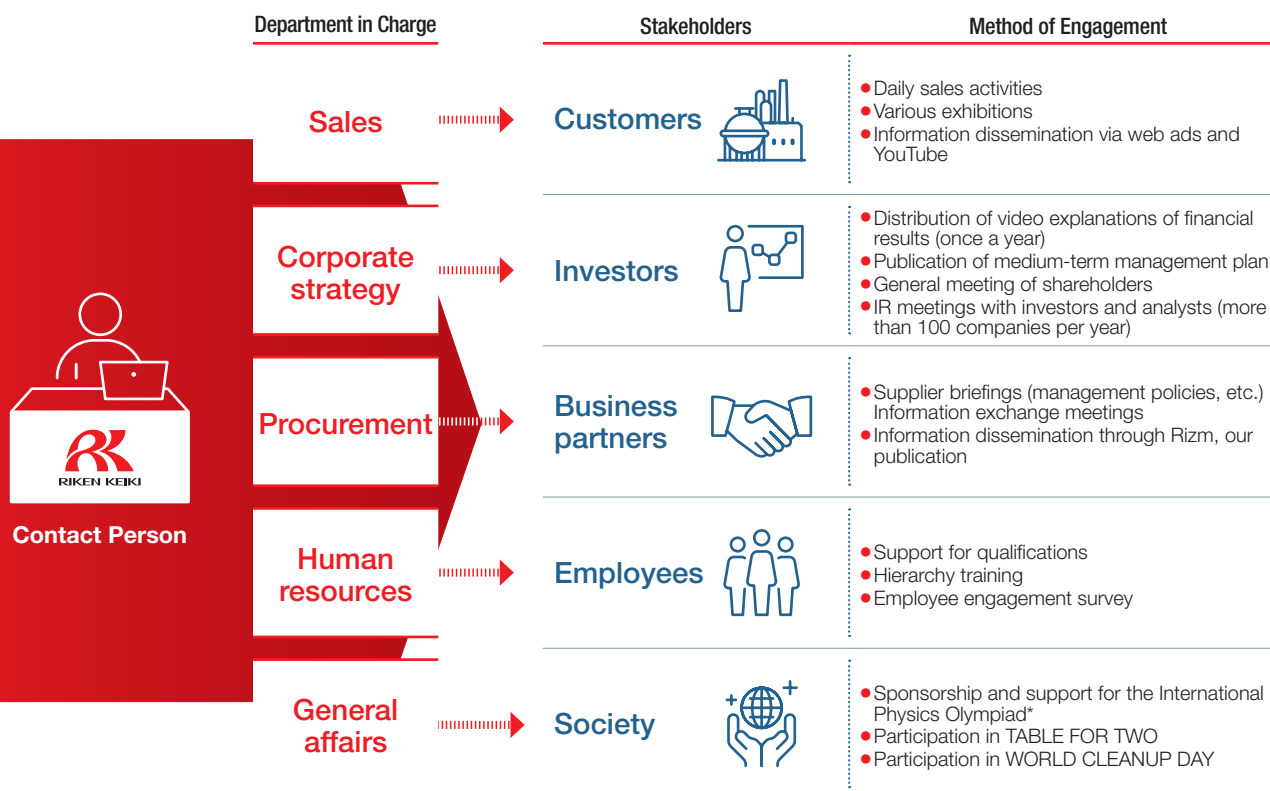 Department in Charge
Stakeholders
Method of Engagement
RIKEN KEIKI
Contact Person
Sales
Customers
● Daily sales activities
● Various exhibitions
● Information dissemination via web ads and
YouTube
Corporate
strategy
Investors
● Distribution of video explanations of financial
results (once a year)
● Publication of medium-term management plan
● General meeting of shareholders
● IR meetings with investors and analysts (more
than 100 companies per year)
Procurement
Business
partners
● Supplier briefings (management policies, etc.)
Information exchange meetings
● Information dissemination through Rizm, our
publication
Human
resources
Employees
● Support for qualifications
● Hierarchy training
● Employee engagement survey
General
affairs
Society
● Sponsorship and support for the International
Physics Olympiad*
● Participation in TABLE FOR TWO
● Participation in WORLD CLEANUP DAY